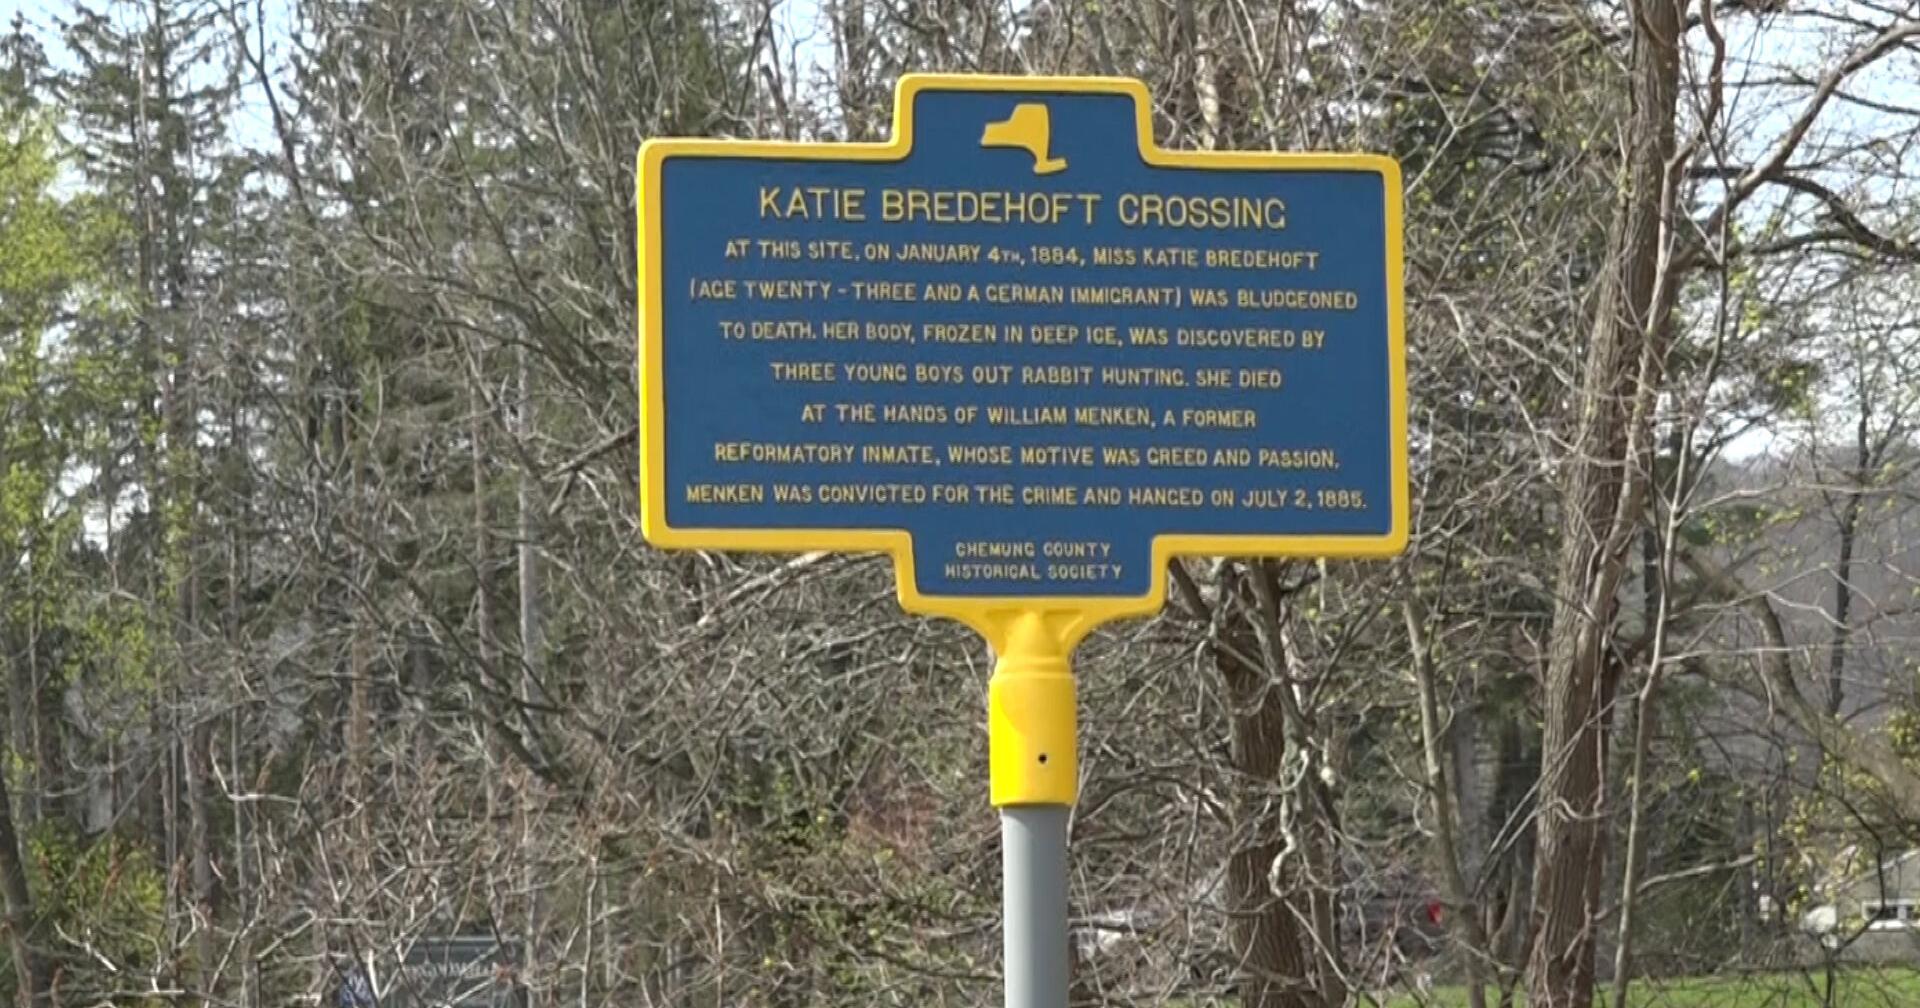 KATIE BREDEHOFT CROSSING
AT THIS SITE, ON JANUARY 4TH, 1884, MISS KATIE BREDEHOFT
(AGE TWENTY-THREE AND A GERMAN IMMIGRANT) WAS BLUDGEONED
TO DEATH. HER BODY, FROZEN IN DEEP ICE, WAS DISCOVERED BY
THREE YOUNG BOYS OUT RABBIT HUNTING. SHE DIED
AT THE HANDS OF WILLIAM MENKEN, A FORMER
REFORMATORY INMATE, WHOSE MOTIVE WAS GREED AND PASSION.
MENKEN WAS CONVICTED FOR THE CRIME AND HANGED ON JULY 2, 1885.
CHEMUNG COUNTY
HISTORICAL SOCIETY